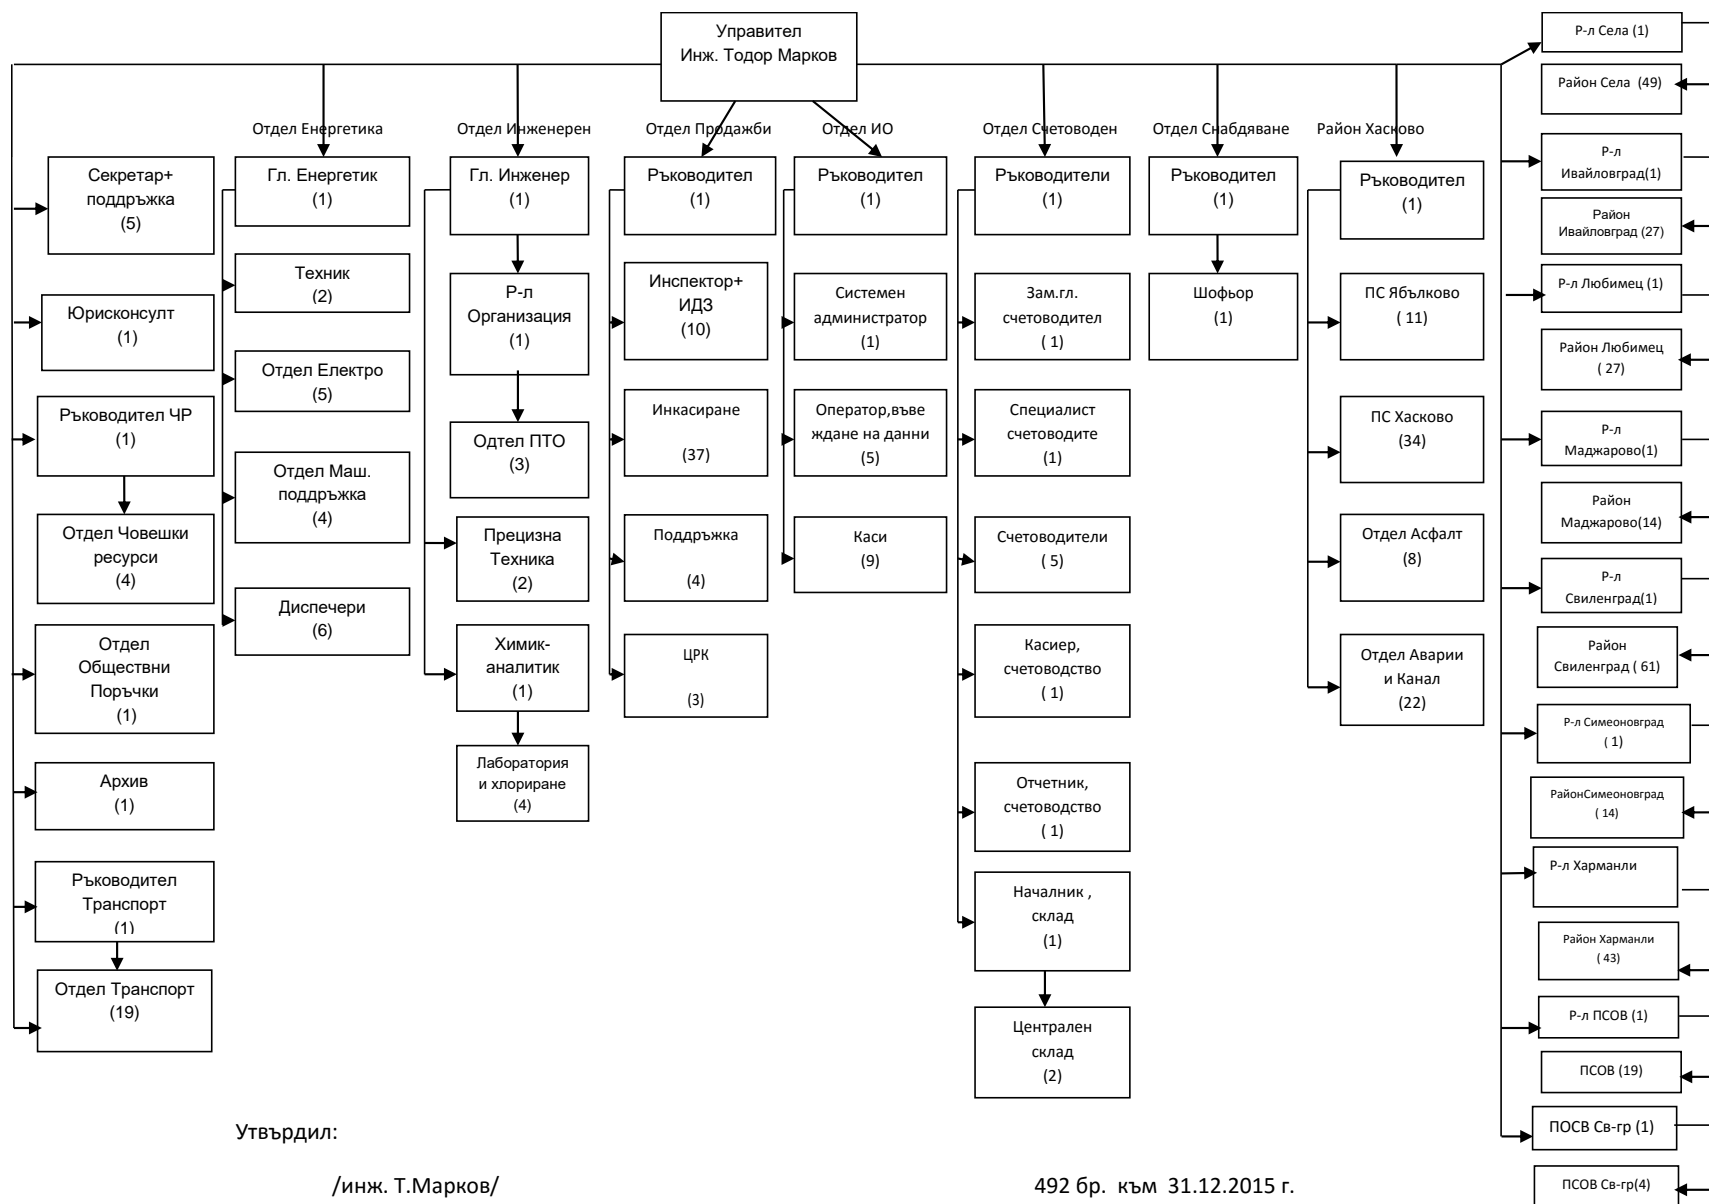 Управител
Инж. Тодор Марков
Отдел Енергетика
Отдел Инженерен
Отдел Продажби
Отдел ИО
Отдел Счетоводен
Отдел Снабдяване
Район Хасково
Секретар+
поддръжка
(5)
Юрисконсулт
(1)
Ръководител ЧР
(1)
Отдел Човешки
ресурси
(4)
Отдел
Обществни
Поръчки
(1)
Архив
(1)
Ръководител
Транспорт
(1)
Отдел Транспорт
(19)
Гл. Енергетик
(1)
Техник
(2)
Отдел Електро
(5)
Отдел Маш.
поддръжка
(4)
Диспечери
(6)
Гл. Инженер
(1)
Р-л
Организация
(1)
Одтел ПТО
(3)
Прецизна
Техника
(2)
Химик-
аналитик
(1)
Лаборатория
и хлориране
(4)
Ръководител
(1)
Инспектор+
ИДЗ
(10)
Инкасиране
(37)
Поддръжка
(4)
ЦРК
(3)
Ръководител
(1)
Системен
администратор
(1)
Оператор,въве
ждане на данни
(5)
Каси
(9)
Ръководители
(1)
Зам.гл.
счетоводител
( 1)
Специалист
счетоводите
(1)
Счетоводители
( 5)
Касиер,
счетоводство
( 1)
Отчетник,
счетоводство
( 1)
Началник ,
склад
(1)
Централен
склад
(2)
Ръководител
(1)
Шофьор
(1)
Ръководител
(1)
ПС Ябълково
( 11)
ПС Хасково
(34)
Отдел Асфалт
(8)
Отдел Аварии
и Канал
(22)
Р-л Села (1)
Район Села (49)
Р-л
Ивайловград(1)
Район
Ивайловград (27)
Р-л Любимец (1)
Район Любимец
( 27)
Р-л
Маджарово(1)
Район
Маджарово(14)
Р-л
Свиленград(1)
Район
Свиленград ( 61)
Р-л Симеоновград
( 1)
РайонСимеоновград
( 14)
Р-л Харманли
Район Харманли
( 43)
Р-л ПСОВ (1)
ПСОВ (19)
ПОСВ Св-гр (1)
ПСОВ Св-гр(4)
Утвърдил:
/инж. Т.Марков/
492 бр. към 31.12.2015 г.